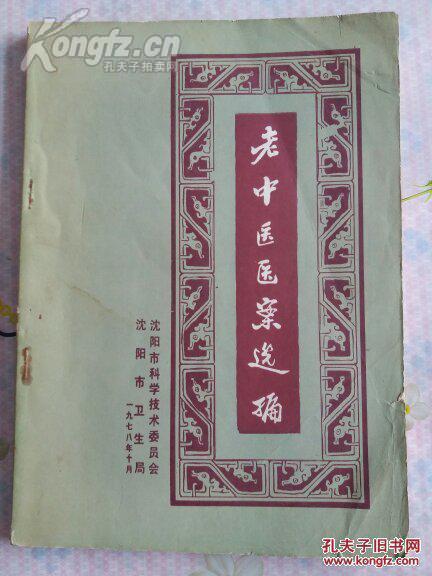 Kongfz.cn
孔夫子拍卖网
老中医医案选编
沈阳市科学技术委员会
沈阳市卫生局
一九七八年十月
孔夫子旧书网
KONGFZ.COM